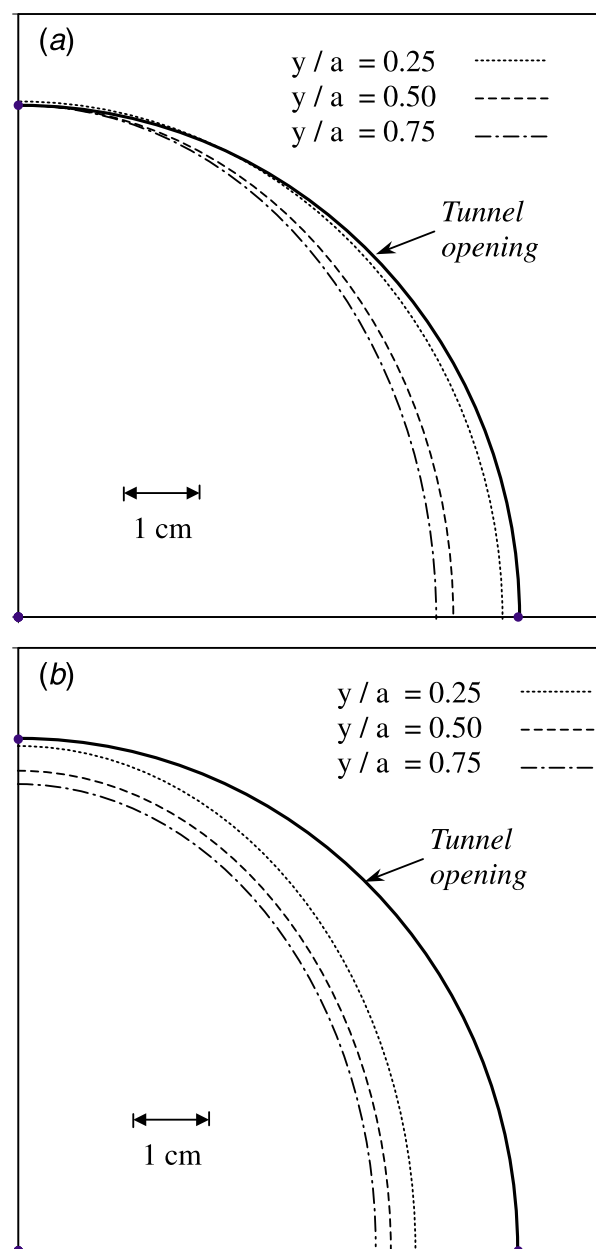 (a)
y / a = 0.25
y / a = 0.50
y / a = 0.75
Tunnel
opening
1 cm
(b)
y / a = 0.25
y / a = 0.50
y / a = 0.75
Tunnel
opening
1 cm